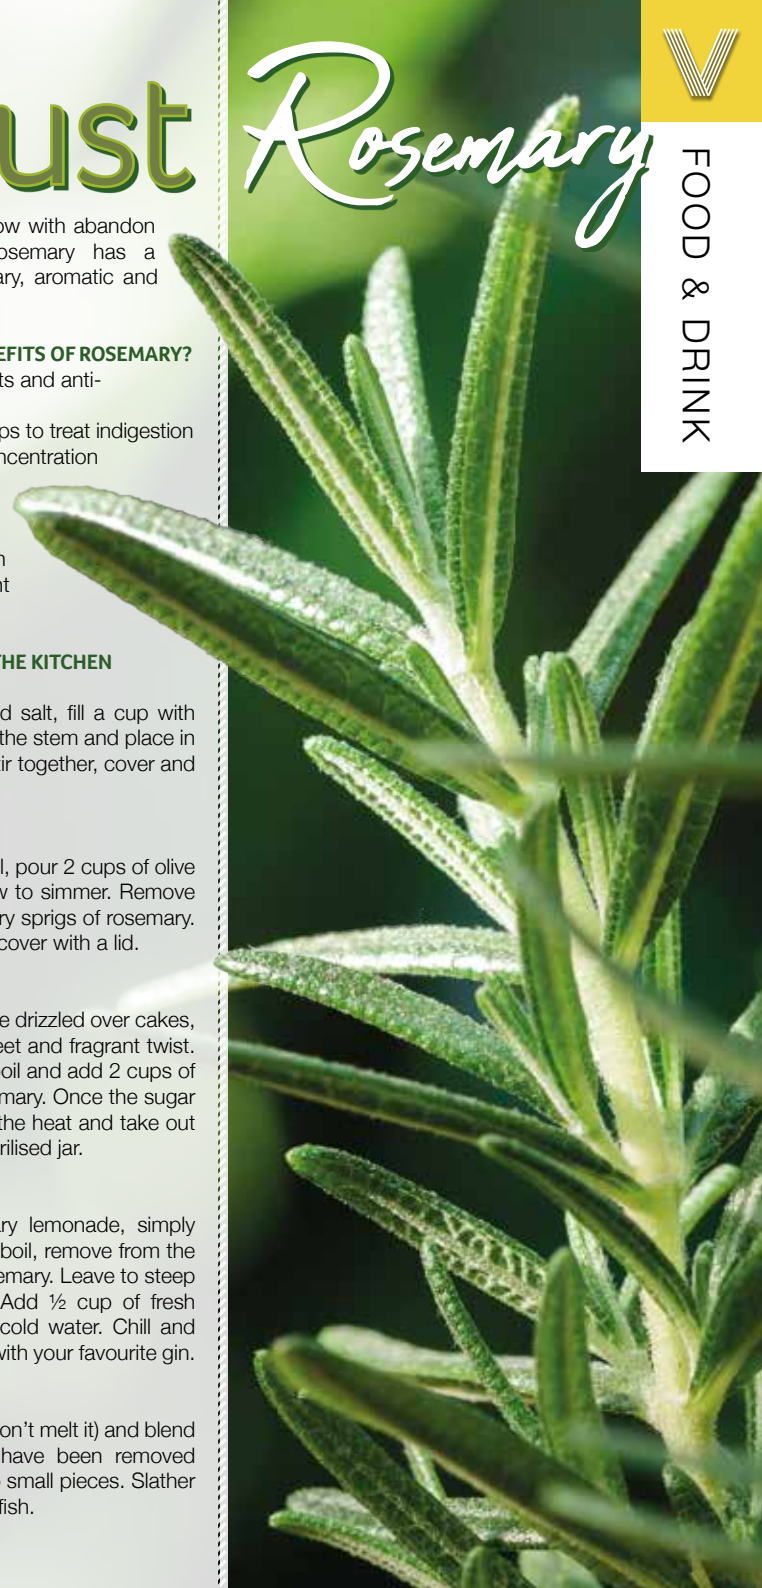 ust
Rosemary
V
FOOD & DRINK
ow with abandon
osemary has a
ary, aromatic and
EFITS OF ROSEMARY?
ts and anti-
ps to treat indigestion
ncentration
n
nt
THE KITCHEN
d salt, fill a cup with
the stem and place in
ir together, cover and
l, pour 2 cups of olive
w to simmer. Remove
ry sprigs of rosemary.
cover with a lid.
e drizzled over cakes,
eet and fragrant twist.
oil and add 2 cups of
mary. Once the sugar
the heat and take out
rilised jar.
ry lemonade, simply
boil, remove from the
emary. Leave to steep
Add ½ cup of fresh
cold water. Chill and
with your favourite gin.
on't melt it) and blend
have been removed
small pieces. Slather
fish.